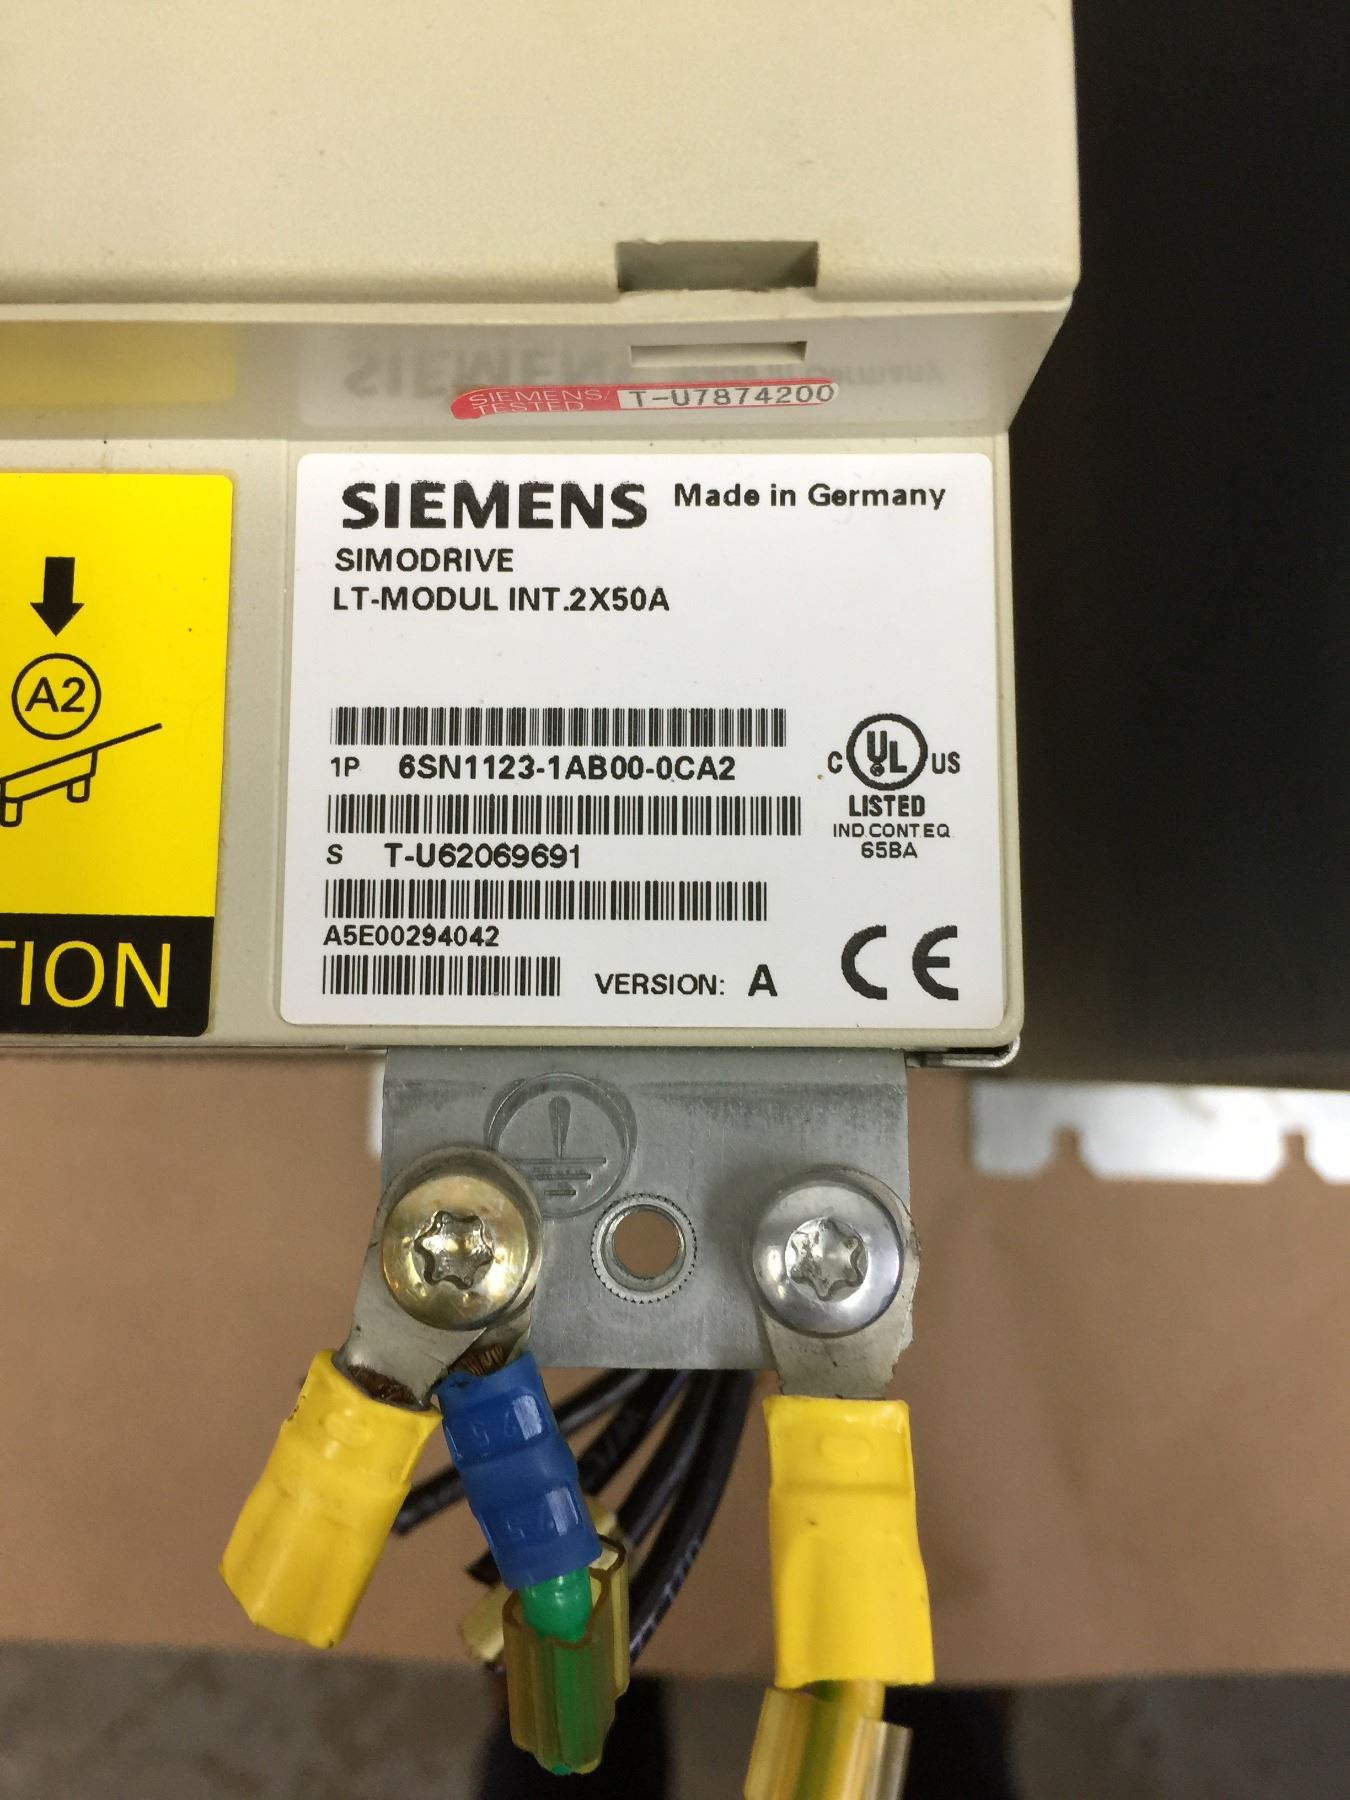 SIEMENS/ T-U7874200
TESTED
SIEMENS Made in Germany
SIMODRIVE
LT-MODUL INT.2X50A
1P 6SN1123-1AB00-0CA2
S T-U62069691
A5E00294042
VERSION: A
C UL US
LISTED
IND.CONT.EQ.
65BA
CE
A2
TION